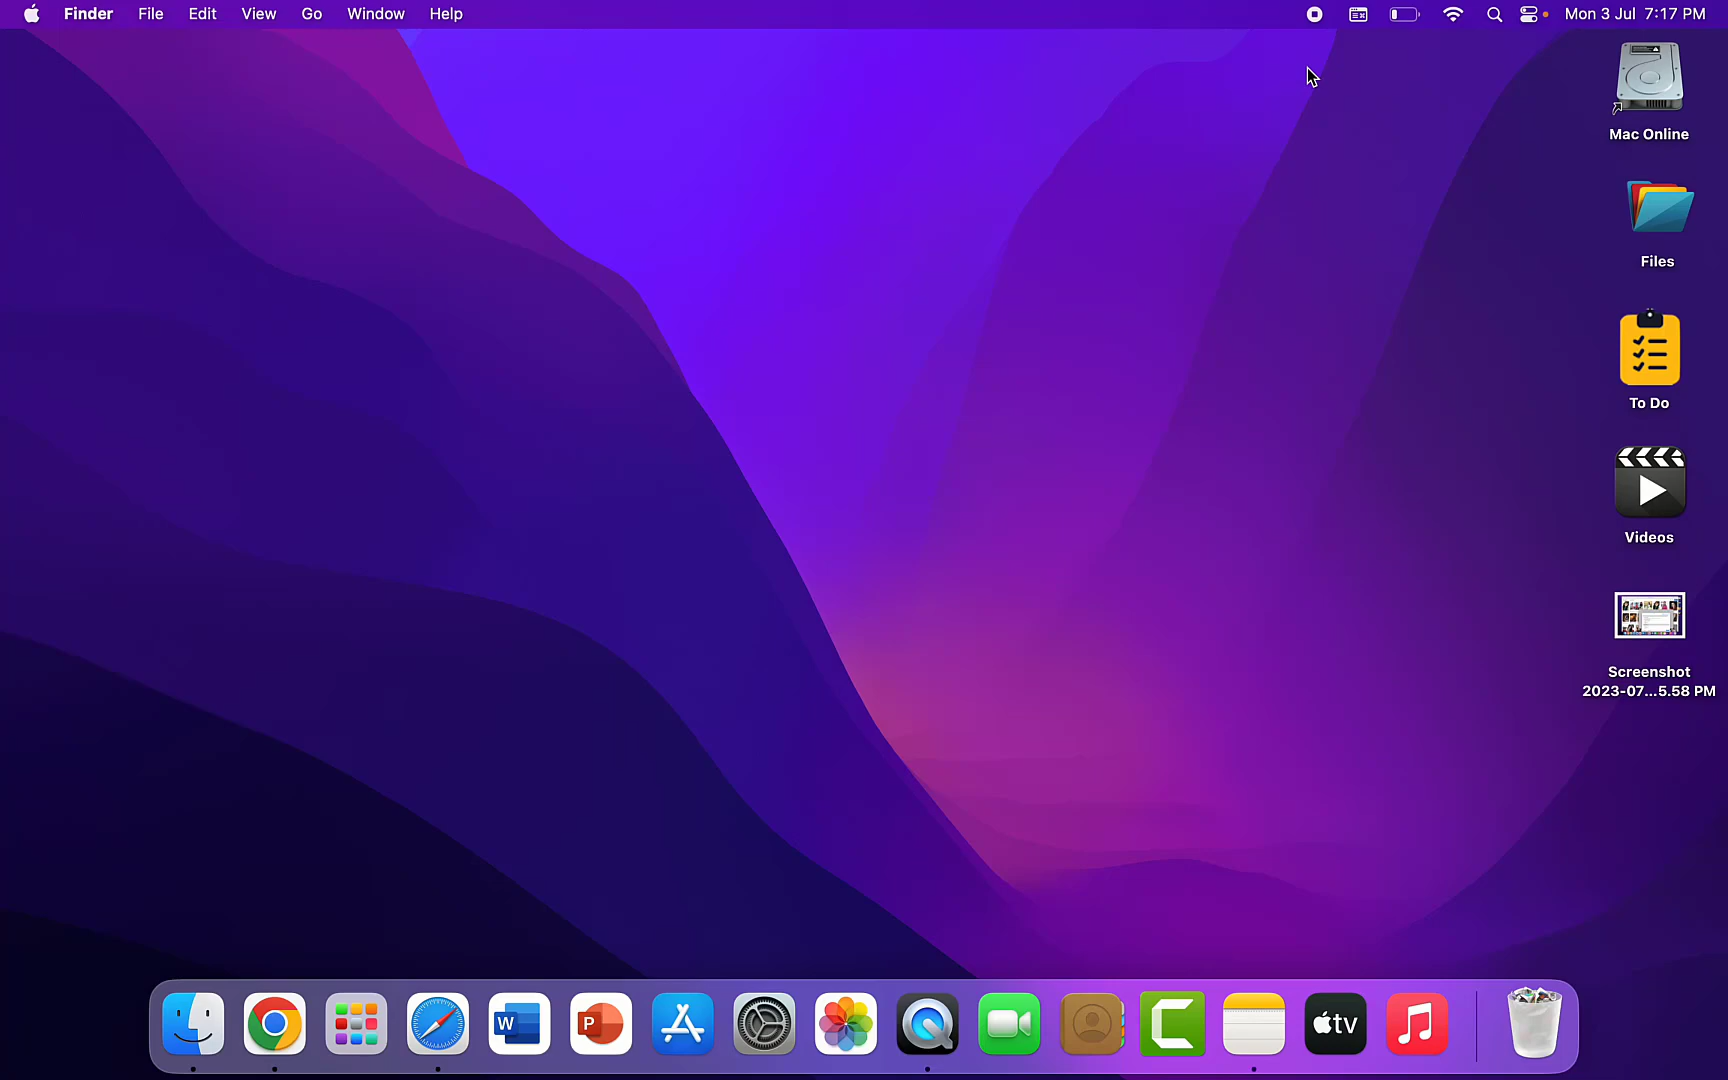 Finder File Edit View Go Window Help Mon 3 Jul 7:17 PM
Mac Online
Files
To Do
Videos
Screenshot
2023-07...5.58 PM
W
P
tv